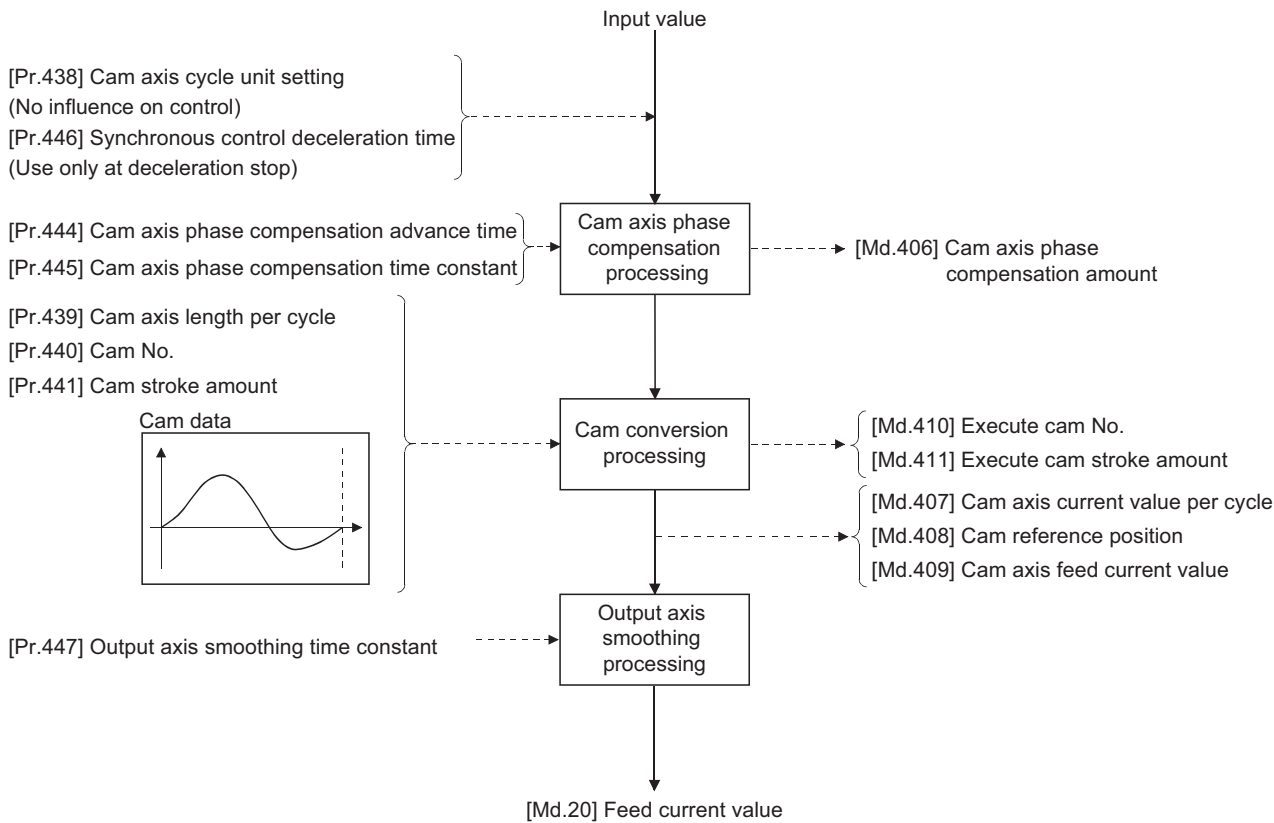 Input value
[Pr.438] Cam axis cycle unit setting
(No influence on control)
[Pr.446] Synchronous control deceleration time
(Use only at deceleration stop)
[Pr.444] Cam axis phase compensation advance time
[Pr.445] Cam axis phase compensation time constant
Cam axis phase
compensation
processing
[Md.406] Cam axis phase
compensation amount
[Pr.439] Cam axis length per cycle
[Pr.440] Cam No.
[Pr.441] Cam stroke amount
Cam data
Cam conversion
processing
[Md.410] Execute cam No.
[Md.411] Execute cam stroke amount
[Md.407] Cam axis current value per cycle
[Md.408] Cam reference position
[Md.409] Cam axis feed current value
[Pr.447] Output axis smoothing time constant
Output axis
smoothing
processing
[Md.20] Feed current value